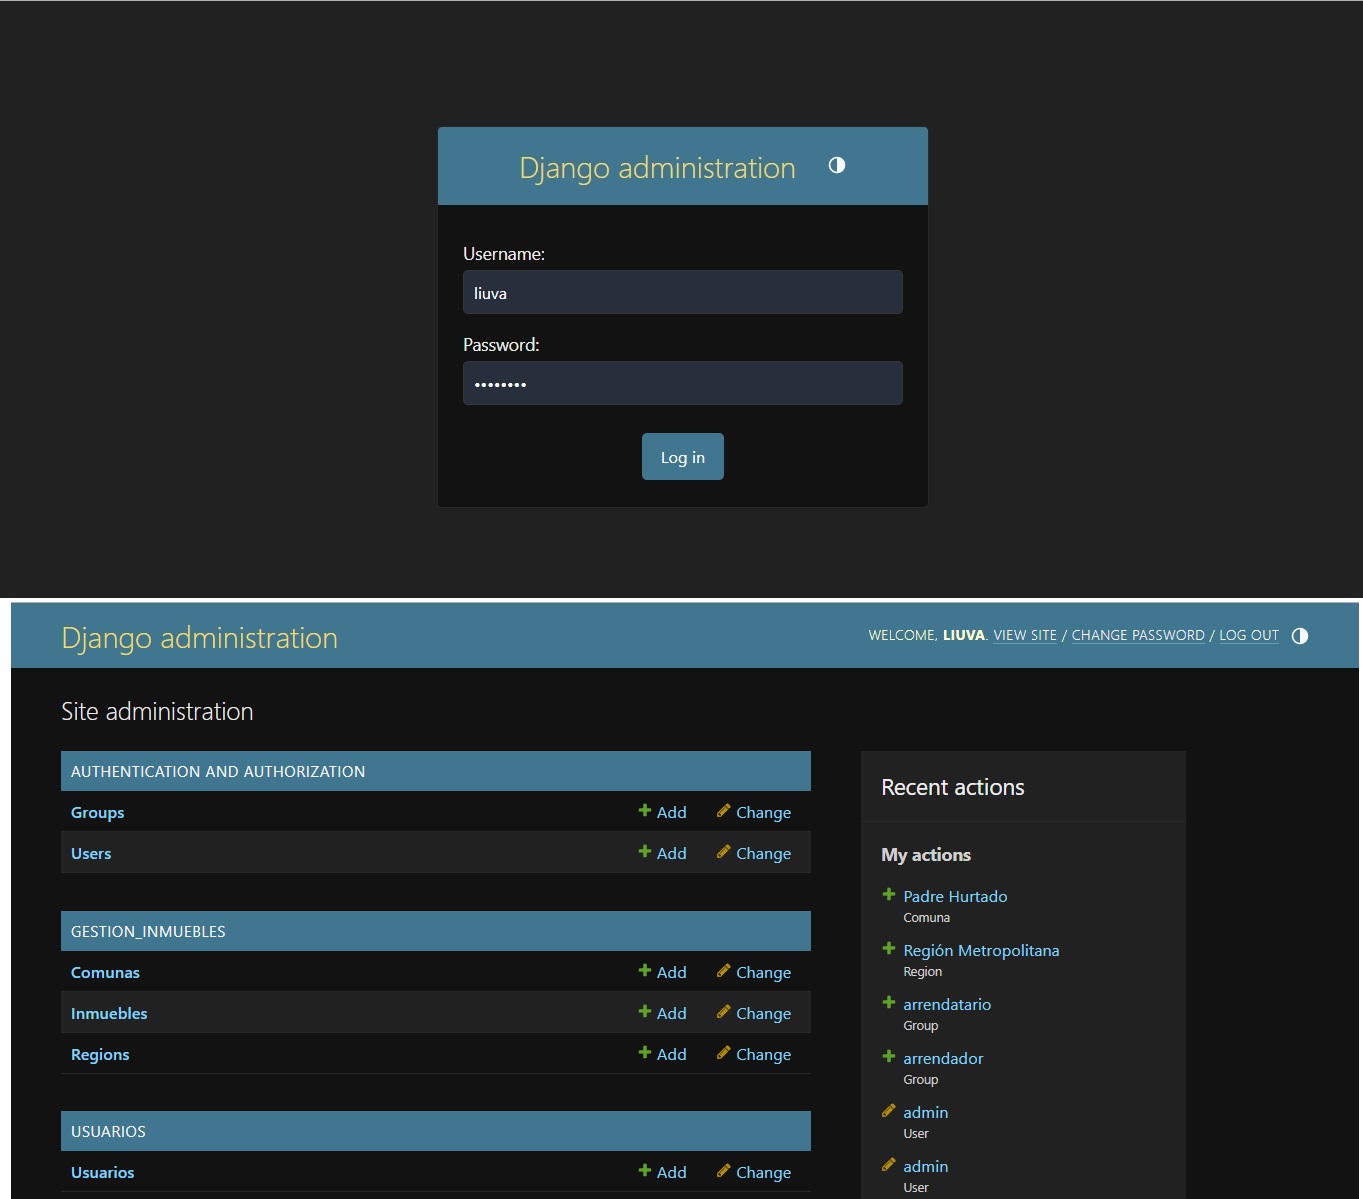 Django administration
Username:
liuva
Password:
••••••••
Log in
Django administration
WELCOME, LIUVA. VIEW SITE / CHANGE PASSWORD / LOG OUT
Site administration
AUTHENTICATION AND AUTHORIZATION
Groups Add Change
Users Add Change
GESTION_INMUEBLES
Comunas Add Change
Inmuebles Add Change
Regions Add Change
USUARIOS
Usuarios Add Change
Recent actions
My actions
Padre Hurtado
Comuna
Región Metropolitana
Region
arrendatario
Group
arrendador
Group
admin
User
admin
User